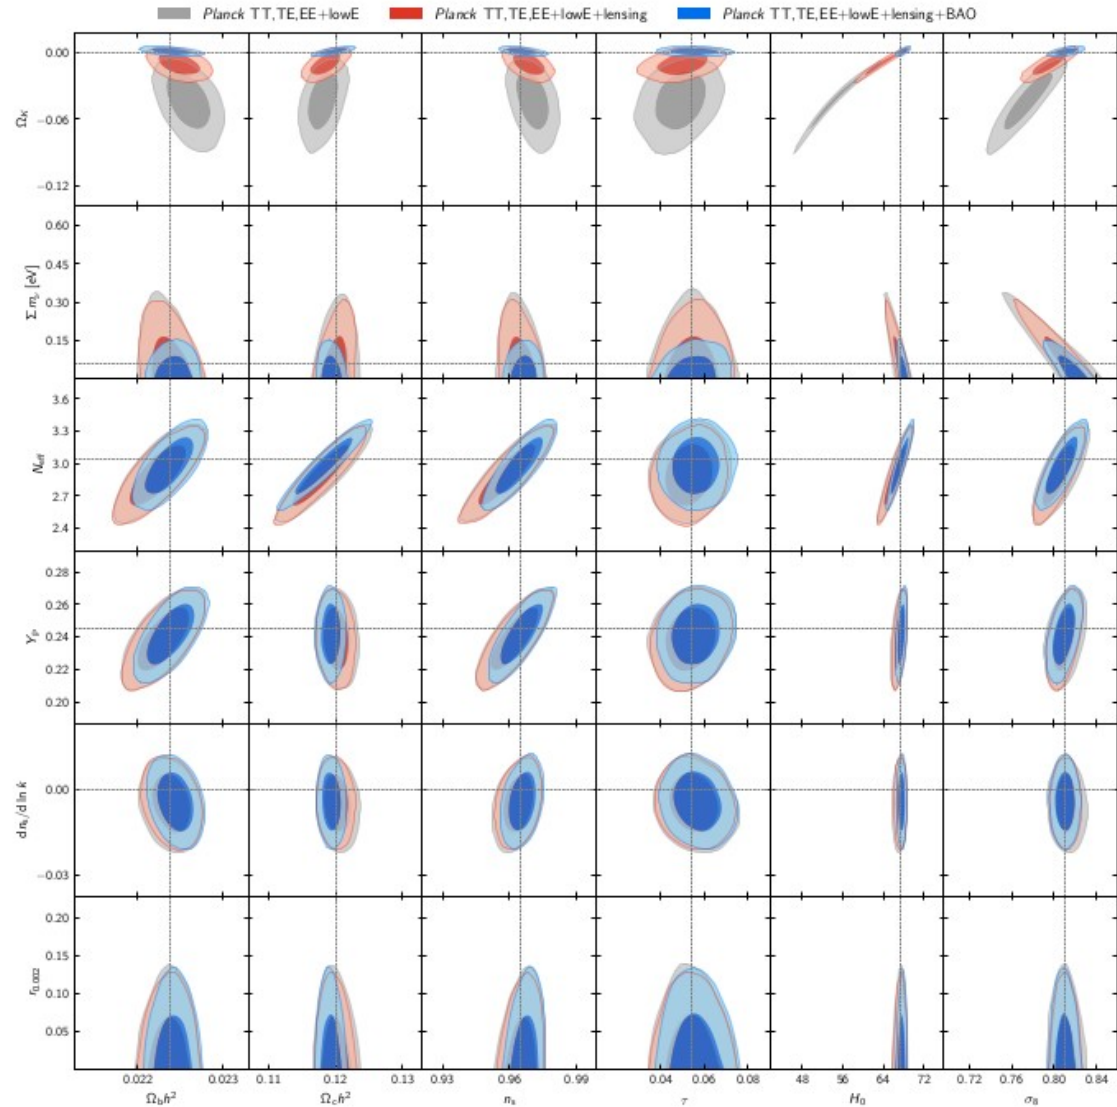 Planck TT,TE,EE+lowE Planck TT,TE,EE+lowE+lensing Planck TT,TE,EE+lowE+lensing+BAO
0.00
−0.06
−0.12
Ω_K
0.60
0.45
0.30
0.15
Σ m_ν [eV]
3.6
3.3
3.0
2.7
2.4
N_eff
0.28
0.26
0.24
0.22
0.20
Y_P
0.00
−0.03
d n_s/d ln k
0.20
0.15
0.10
0.05
r_0.002
0.022 0.023 0.11 0.12 0.13 0.93 0.96 0.99 0.04 0.06 0.08 48 56 64 72 0.72 0.76 0.80 0.84
Ω_b h² Ω_c h² n_s τ H_0 σ_8